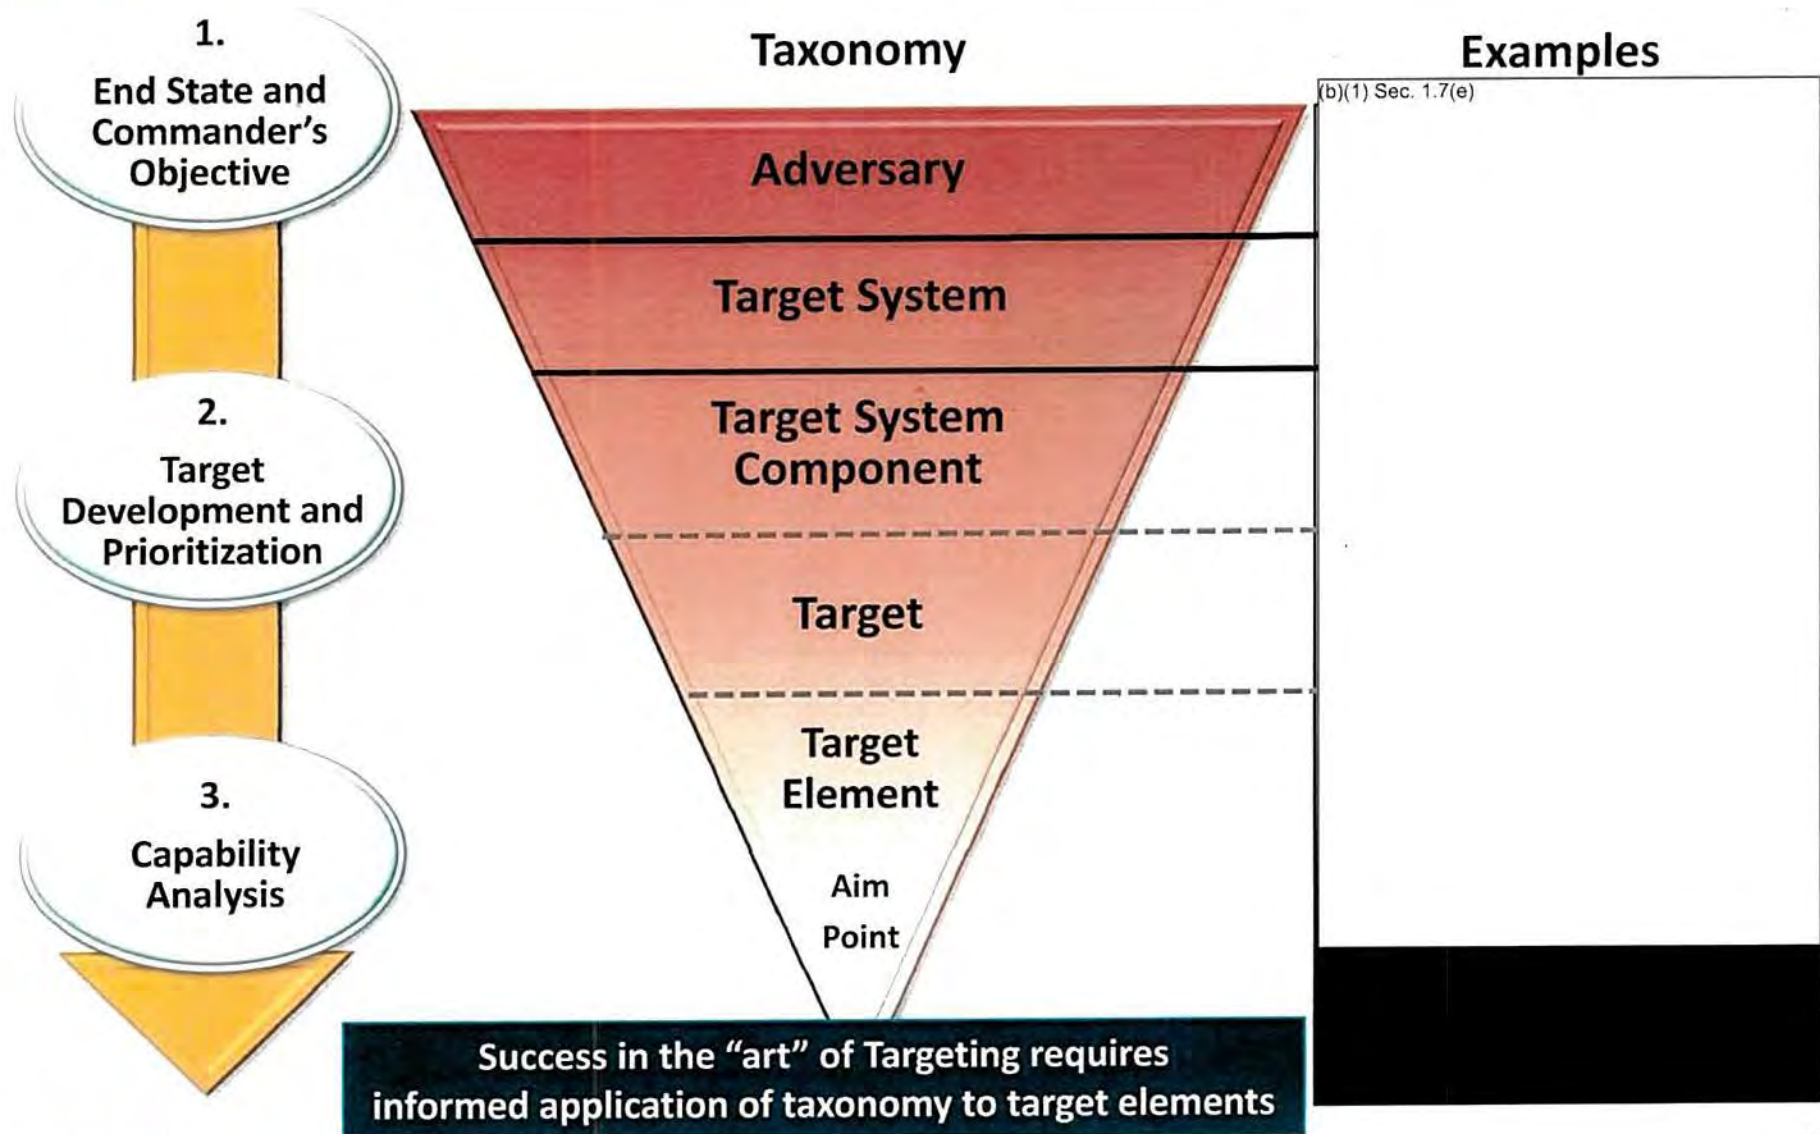 1.
End State and
Commander's
Objective
2.
Target
Development and
Prioritization
3.
Capability
Analysis
Taxonomy
Adversary
Target System
Target System
Component
Target
Target
Element
Aim
Point
Examples
(b)(1) Sec. 1.7(e)
Success in the “art” of Targeting requires
informed application of taxonomy to target elements